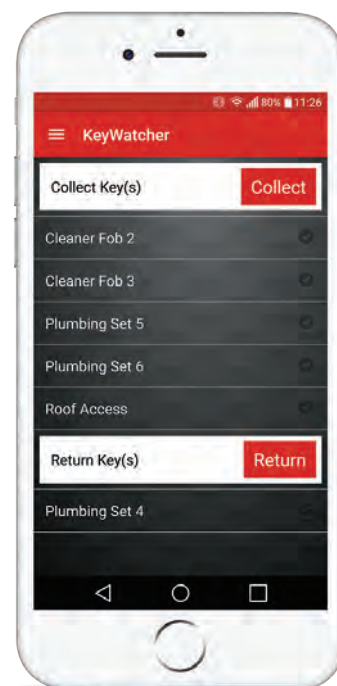 80% 11:26
KeyWatcher
Collect Key(s) Collect
Cleaner Fob 2
Cleaner Fob 3
Plumbing Set 5
Plumbing Set 6
Roof Access
Return Key(s) Return
Plumbing Set 4